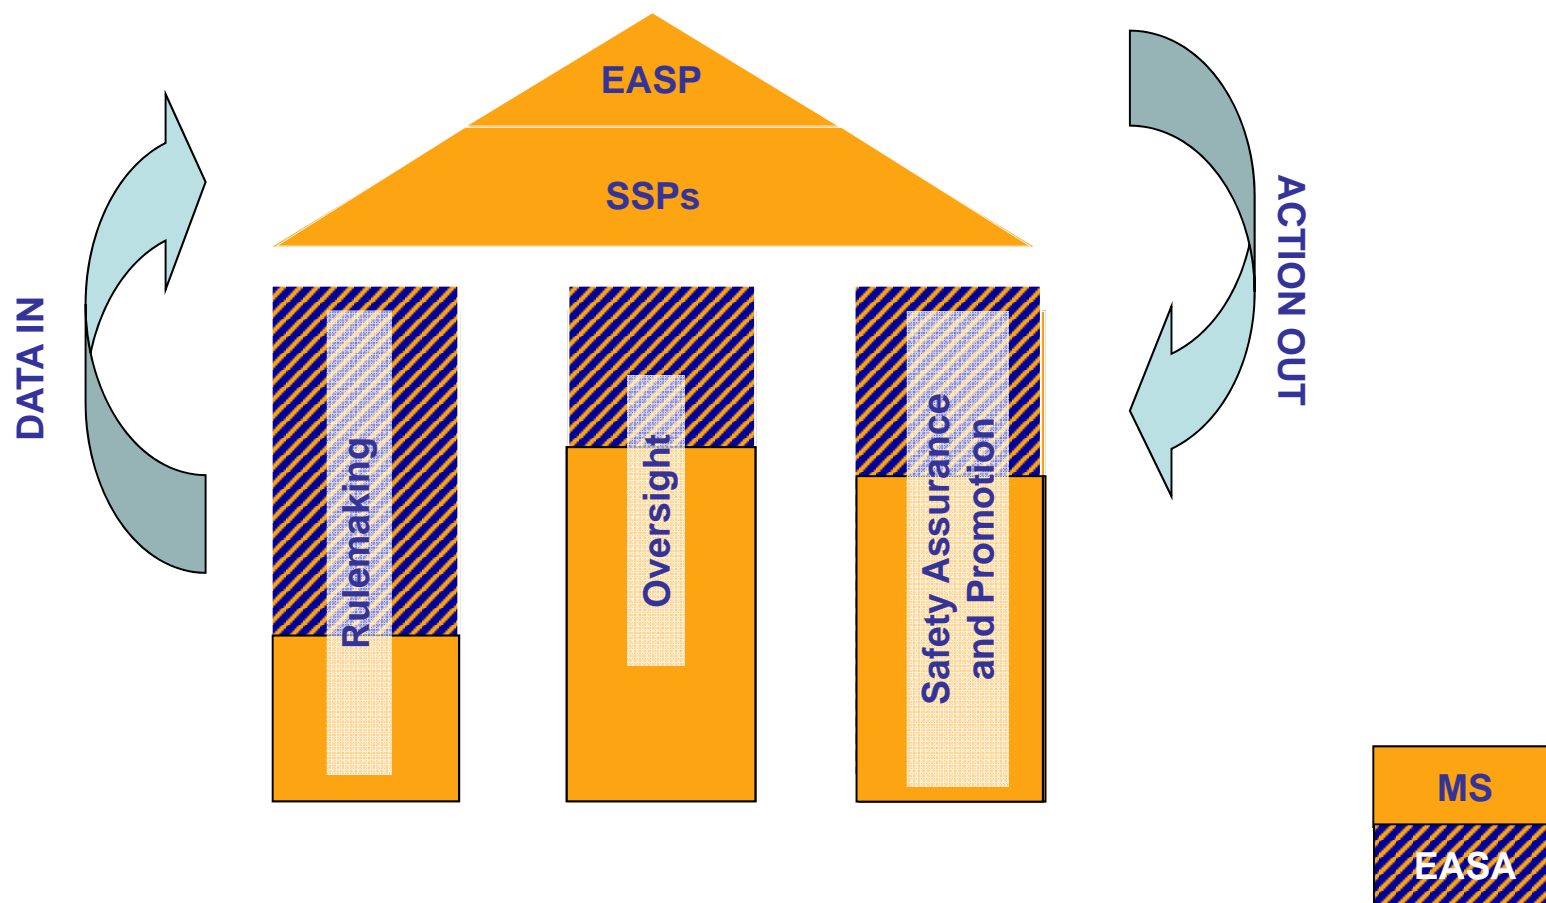 EASP
SSPs
DATA IN
ACTION OUT
Rulemaking
Oversight
Safety Assurance
and Promotion
MS
EASA